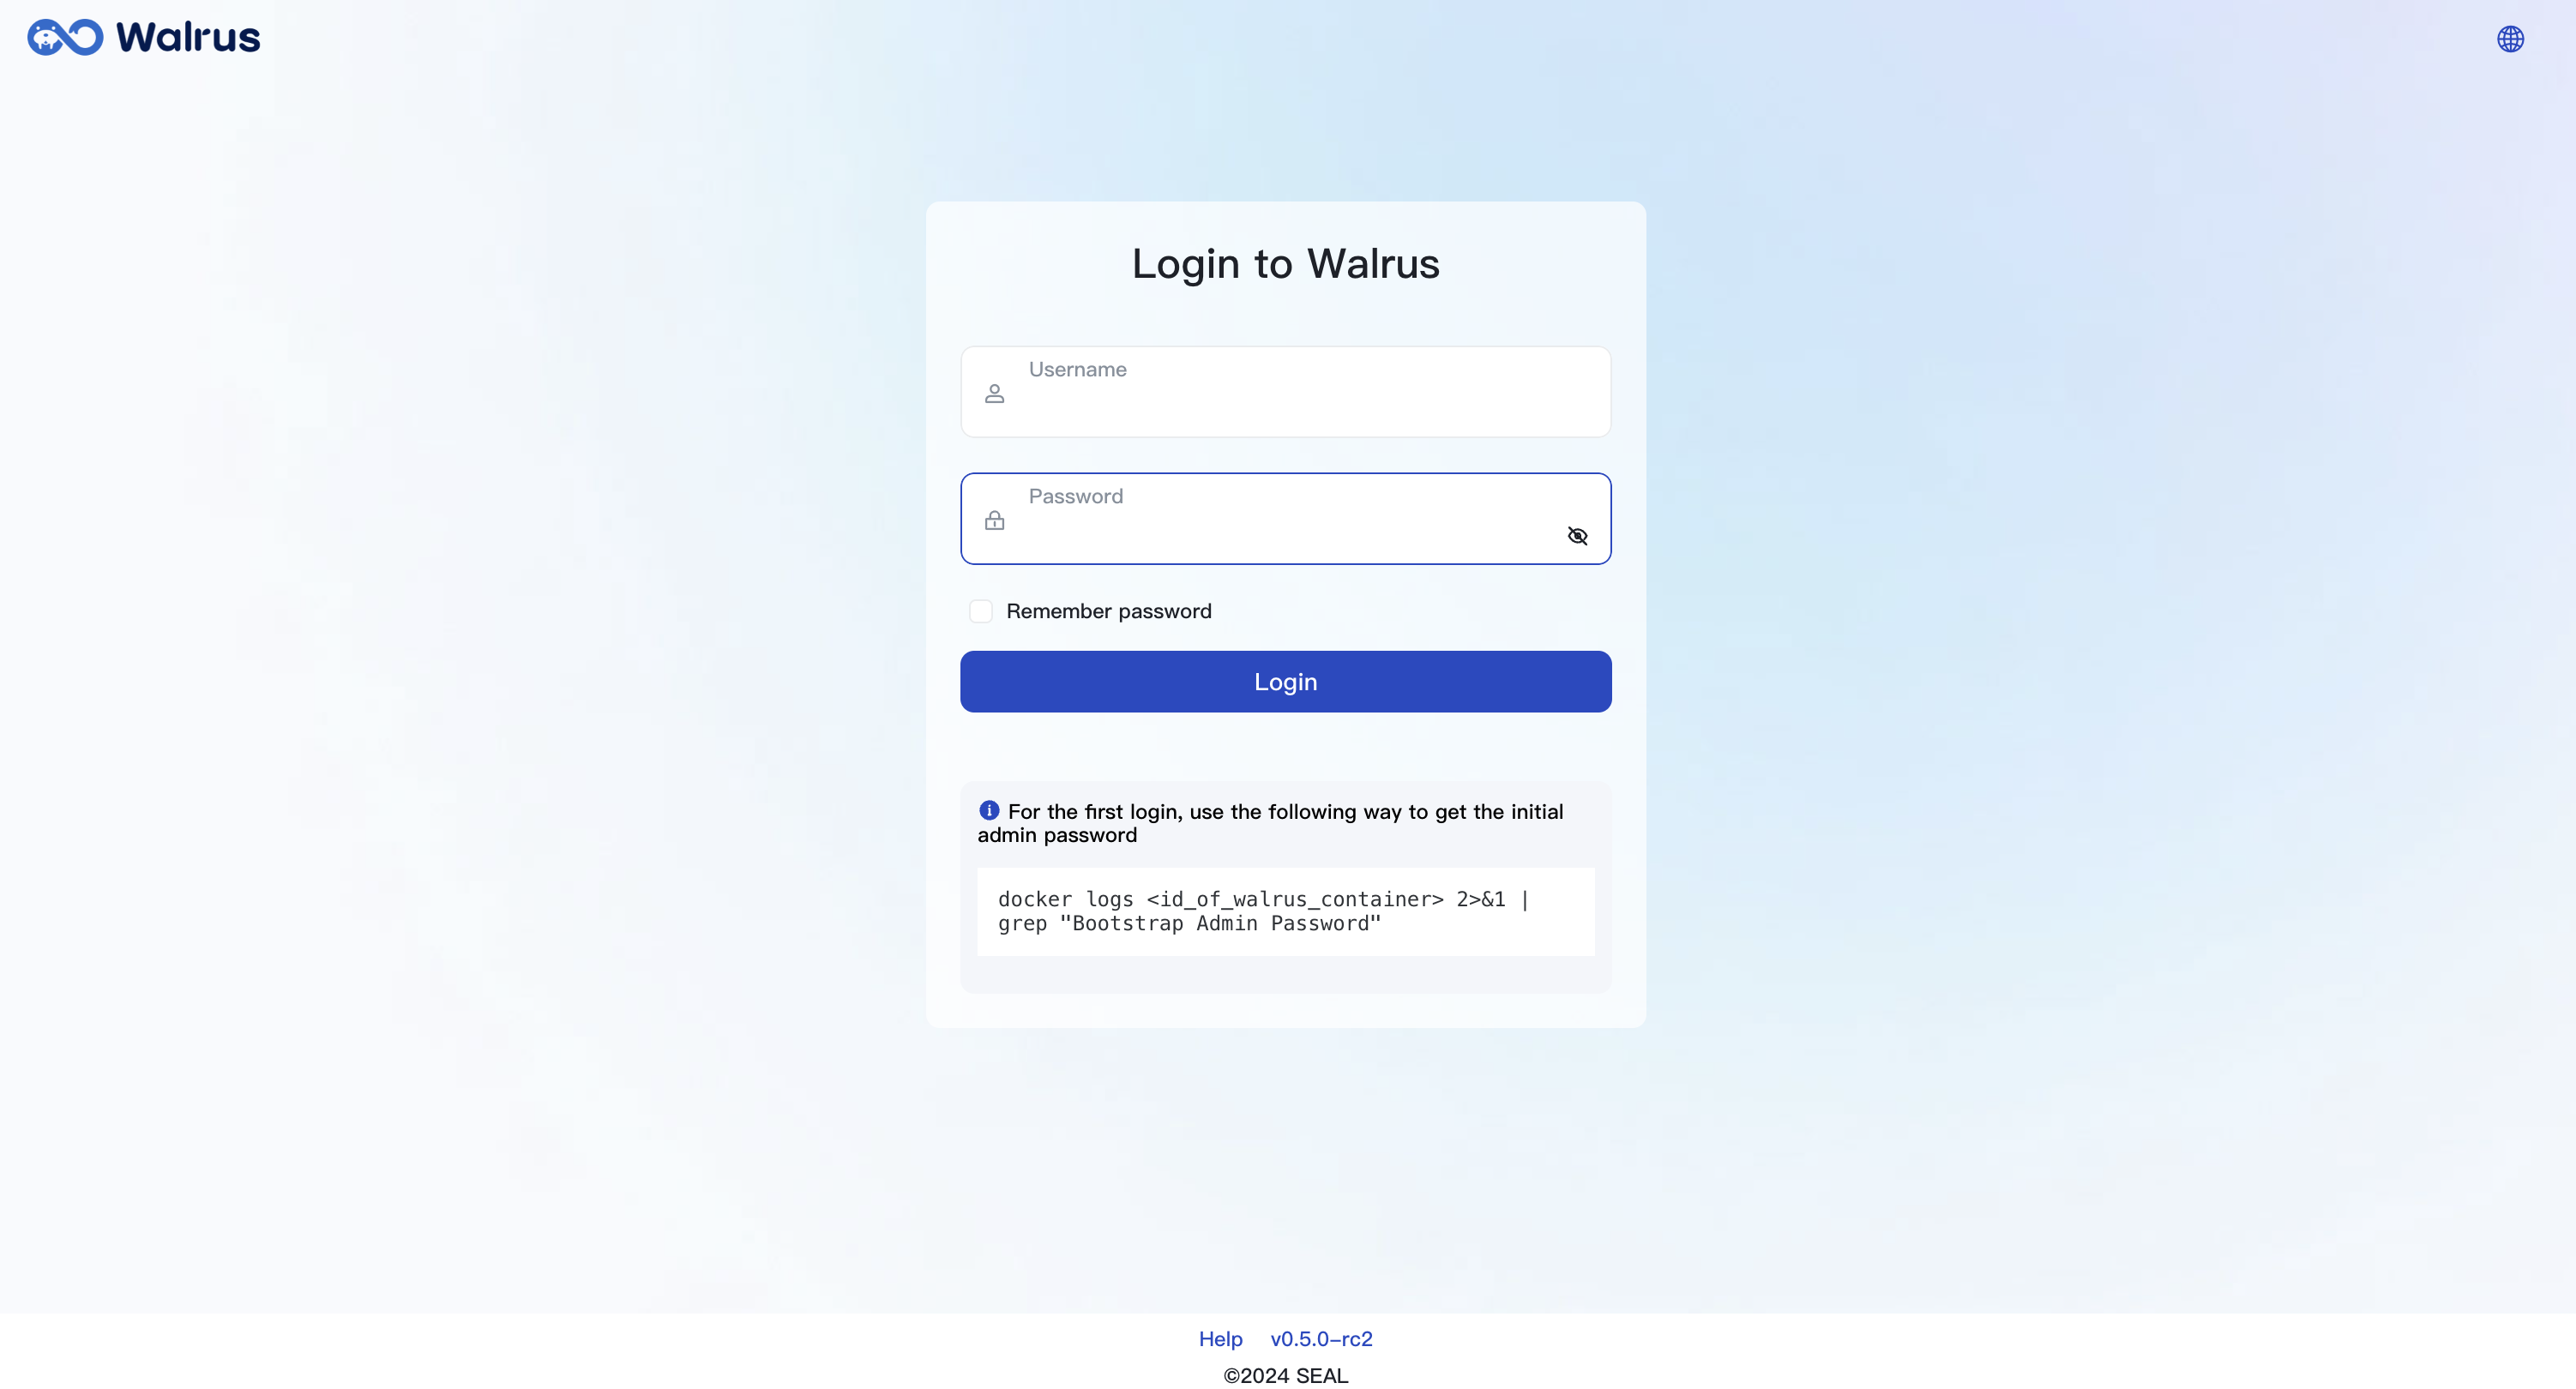 Walrus
Login to Walrus
Username
Password
Remember password
Login
For the first login, use the following way to get the initial
admin password
docker logs <id_of_walrus_container> 2>&1 |
grep "Bootstrap Admin Password"
Help v0.5.0-rc2
©2024 SEAL